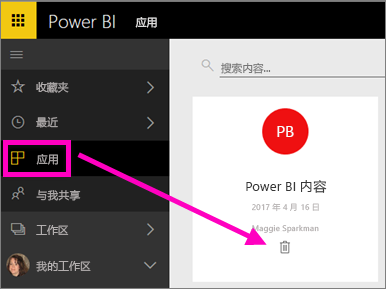 Power BI 应用
搜索内容...
收藏夹
最近
应用
与我共享
工作区
我的工作区
PB
Power BI 内容
2017 年 4 月 16 日
Maggie Sparkman